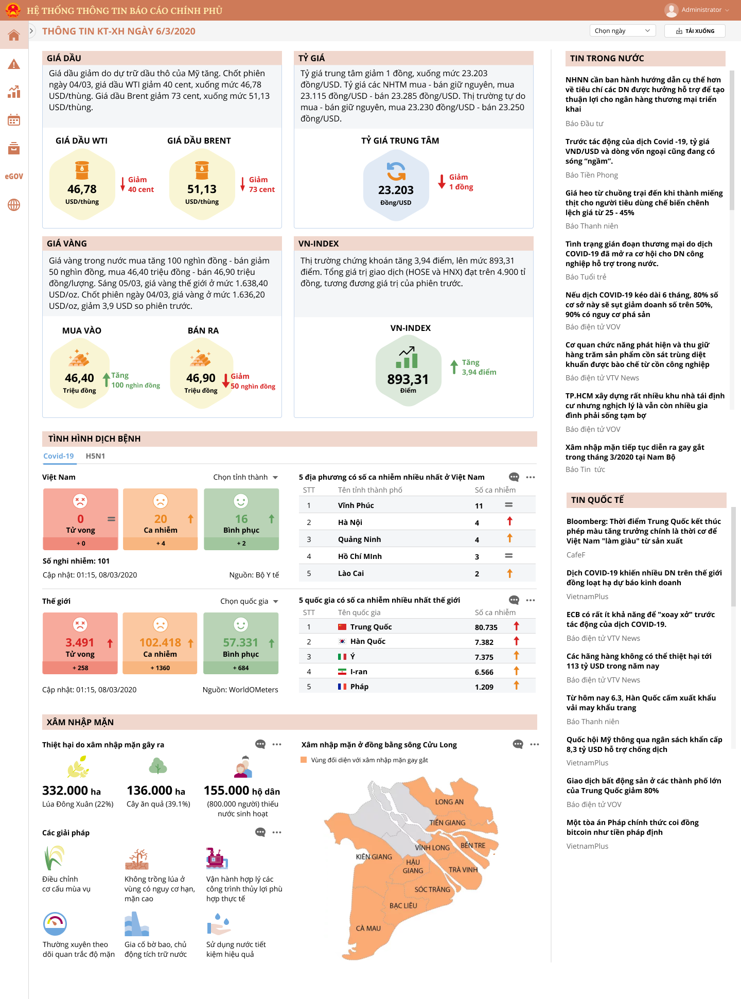 HỆ THỐNG THÔNG TIN BÁO CÁO CHÍNH PHỦ
Administrator
THÔNG TIN KT-XH NGÀY 6/3/2020
Chọn ngày
TẢI XUỐNG
eGOV
GIÁ DẦU
Giá dầu giảm do dự trữ dầu thô của Mỹ tăng. Chốt phiên
ngày 04/03, giá dầu WTI giảm 40 cent, xuống mức 46,78
USD/thùng. Giá dầu Brent giảm 73 cent, xuống mức 51,13
USD/thùng.
GIÁ DẦU WTI
46,78
USD/thùng
Giảm
40 cent
GIÁ DẦU BRENT
51,13
USD/thùng
Giảm
73 cent
TỶ GIÁ
Tỷ giá trung tâm giảm 1 đồng, xuống mức 23.203
đồng/USD. Tỷ giá các NHTM mua - bán giữ nguyên, mua
23.115 đồng/USD - bán 23.285 đồng/USD. Thị trường tự do
mua - bán giữ nguyên, mua 23.230 đồng/USD - bán 23.250
đồng/USD.
TỶ GIÁ TRUNG TÂM
23.203
Đồng/USD
Giảm
1 đồng
GIÁ VÀNG
Giá vàng trong nước mua tăng 100 nghìn đồng - bán giảm
50 nghìn đồng, mua 46,40 triệu đồng - bán 46,90 triệu
đồng/lượng. Sáng 05/03, giá vàng thế giới ở mức 1.638,40
USD/oz. Chốt phiên ngày 04/03, giá vàng ở mức 1.636,20
USD/oz, giảm 3,9 USD so phiên trước.
MUA VÀO
46,40
Triệu đồng
Tăng
100 nghìn đồng
BÁN RA
46,90
Triệu đồng
Giảm
50 nghìn đồng
VN-INDEX
Thị trường chứng khoán tăng 3,94 điểm, lên mức 893,31
điểm. Tổng giá trị giao dịch (HOSE và HNX) đạt trên 4.900 tỉ
đồng, tương đương giá trị của phiên trước.
VN-INDEX
893,31
Điểm
Tăng
3,94 điểm
TÌNH HÌNH DỊCH BỆNH
Covid-19 H5N1
Việt Nam
Chọn tỉnh thành
0
Tử vong
+ 0
20
Ca nhiễm
+ 4
16
Bình phục
+ 2
Số nghi nhiễm: 101
Cập nhật: 01:15, 08/03/2020
Nguồn: Bộ Y tế
5 địa phương có số ca nhiễm nhiều nhất ở Việt Nam
STT Tên tỉnh thành phố Số ca nhiễm
1 Vĩnh Phúc 11
2 Hà Nội 4
3 Quảng Ninh 4
4 Hồ Chí MInh 3
5 Lào Cai 2
Thế giới
Chọn quốc gia
3.491
Tử vong
+ 258
102.418
Ca nhiễm
+ 1360
57.331
Bình phục
+ 684
Cập nhật: 01:15, 08/03/2020
Nguồn: WorldOMeters
5 quốc gia có số ca nhiễm nhiều nhất thế giới
STT Tên quốc gia Số ca nhiễm
1 Trung Quốc 80.735
2 Hàn Quốc 7.382
3 Ý 7.375
4 I-ran 6.566
5 Pháp 1.209
XÂM NHẬP MẶN
Thiệt hại do xâm nhập mặn gây ra
332.000 ha
Lúa Đông Xuân (22%)
136.000 ha
Cây ăn quả (39.1%)
155.000 hộ dân
(800.000 người) thiếu
nước sinh hoạt
Các giải pháp
Điều chỉnh
cơ cấu mùa vụ
Không trồng lúa ở
vùng có nguy cơ hạn,
mặn cao
Vận hành hợp lý các
công trình thủy lợi phù
hợp thực tế
Thường xuyên theo
dõi quan trắc độ mặn
Gia cố bờ bao, chủ
động tích trữ nước
Sử dụng nước tiết
kiệm hiệu quả
Xâm nhập mặn ở đồng bằng sông Cửu Long
Vùng đối diện với xâm nhập mặn gay gắt
LONG AN
TIỀN GIANG
VĨNH LONG
BẾN TRE
KIÊN GIANG
HẬU
GIANG
TRÀ VINH
SÓC TRĂNG
BẠC LIÊU
CÀ MAU
TIN TRONG NƯỚC
NHNN cần ban hành hướng dẫn cụ thể hơn
về tiêu chí các DN được hưởng hỗ trợ để tạo
thuận lợi cho ngân hàng thương mại triển
khai
Báo Đầu tư
Trước tác động của dịch Covid -19, tỷ giá
VND/USD và dòng vốn ngoại cũng đang có
sóng “ngầm”.
Báo Tiền Phong
Giá heo từ chuồng trại đến khi thành miếng
thịt cho người tiêu dùng chế biến chênh
lệch giá từ 25 - 45%
Báo Thanh niên
Tình trạng gián đoạn thương mại do dịch
COVID-19 đã mở ra cơ hội cho DN công
nghiệp hỗ trợ trong nước.
Báo Tuổi trẻ
Nếu dịch COVID-19 kéo dài 6 tháng, 80% số
cơ sở này sẽ sụt giảm doanh số trên 50%,
90% có nguy cơ phá sản
Báo điện tử VOV
Cơ quan chức năng phát hiện và thu giữ
hàng trăm sản phẩm cồn sát trùng diệt
khuẩn được bào chế từ cồn công nghiệp
Báo điện tử VTV News
TP.HCM xây dựng rất nhiều khu nhà tái định
cư nhưng nghịch lý là vẫn còn nhiều gia
đình phải sống tạm bợ
Báo điện tử VOV
Xâm nhập mặn tiếp tục diễn ra gay gắt
trong tháng 3/2020 tại Nam Bộ
Báo Tin tức
TIN QUỐC TẾ
Bloomberg: Thời điểm Trung Quốc kết thúc
phép màu tăng trưởng chính là thời cơ để
Việt Nam "làm giàu" từ sản xuất
CafeF
Dịch COVID-19 khiến nhiều DN trên thế giới
đồng loạt hạ dự báo kinh doanh
VietnamPlus
ECB có rất ít khả năng để "xoay xở" trước
tác động của dịch COVID-19.
Báo điện tử VTV News
Các hãng hàng không có thể thiệt hại tới
113 tỷ USD trong năm nay
Báo điện tử VTV News
Từ hôm nay 6.3, Hàn Quốc cấm xuất khẩu
vải may khẩu trang
Báo Thanh niên
Quốc hội Mỹ thông qua ngân sách khẩn cấp
8,3 tỷ USD hỗ trợ chống dịch
VietnamPlus
Giao dịch bất động sản ở các thành phố lớn
của Trung Quốc giảm 80%
Báo điện tử VOV
Một tòa án Pháp chính thức coi đồng
bitcoin như tiền pháp định
VietnamPlus